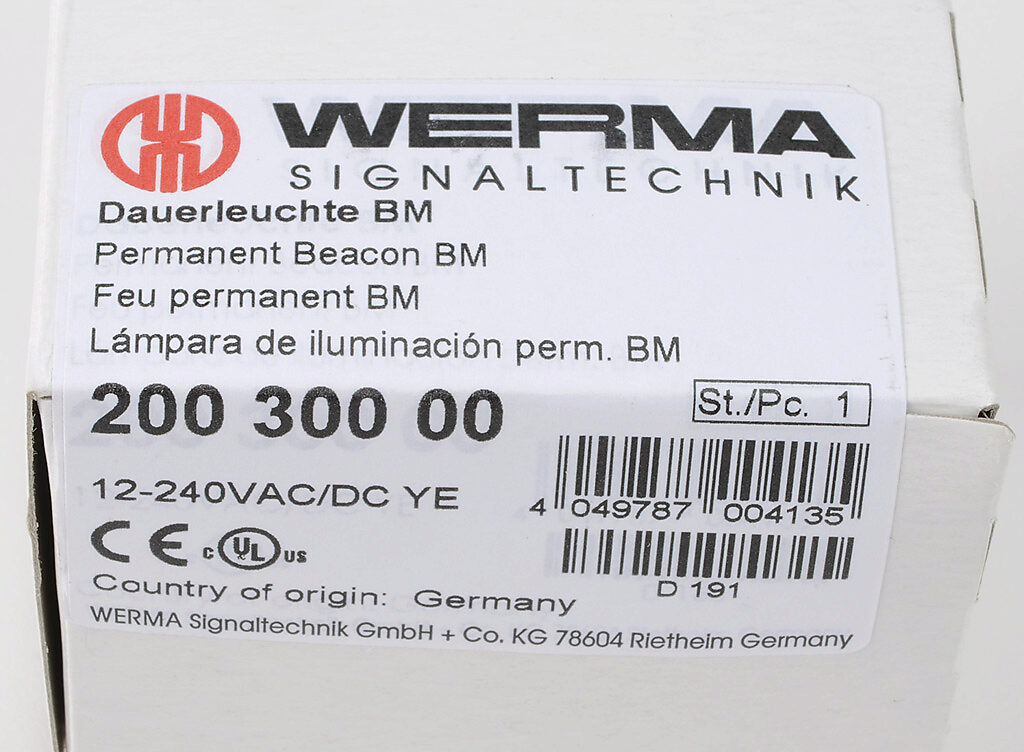 WERMA
SIGNALTECHNIK
Dauerleuchte BM
Permanent Beacon BM
Feu permanent BM
Lámpara de iluminación perm. BM
200 300 00
St./Pc. 1
12-240VAC/DC YE
4 049787 004135
CE c UL us
D 191
Country of origin: Germany
WERMA Signaltechnik GmbH + Co. KG 78604 Rietheim Germany